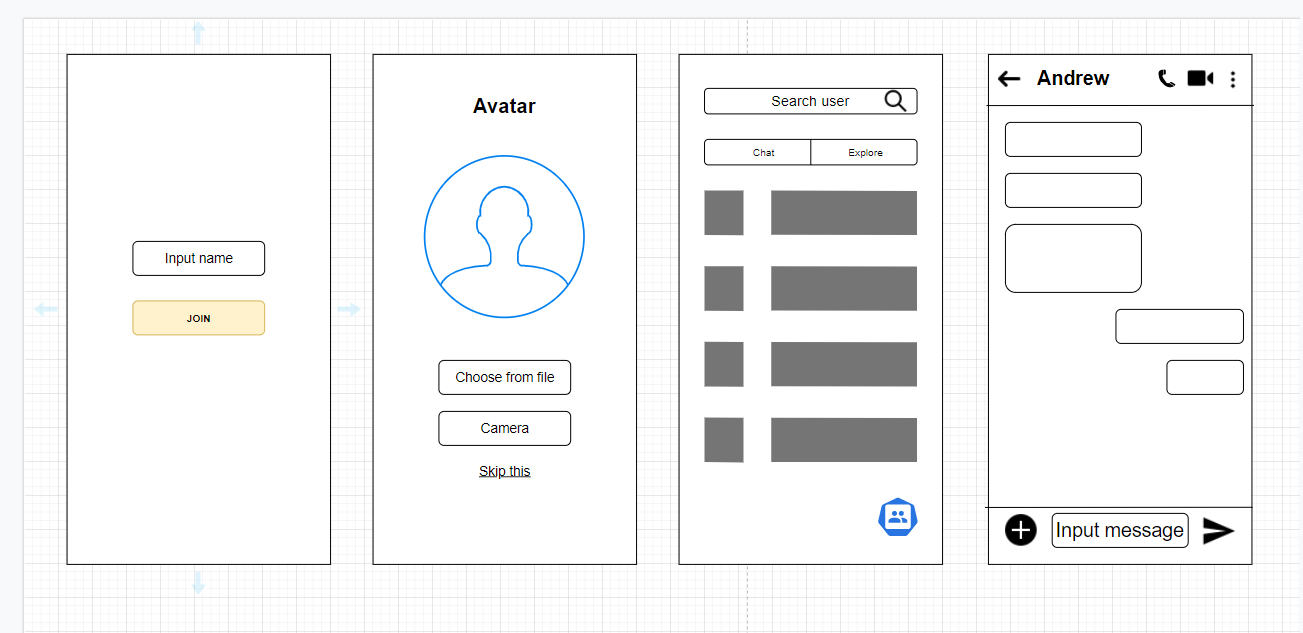 Input name
JOIN
Avatar
Choose from file
Camera
Skip this
Search user
Chat
Explore
Andrew
Input message